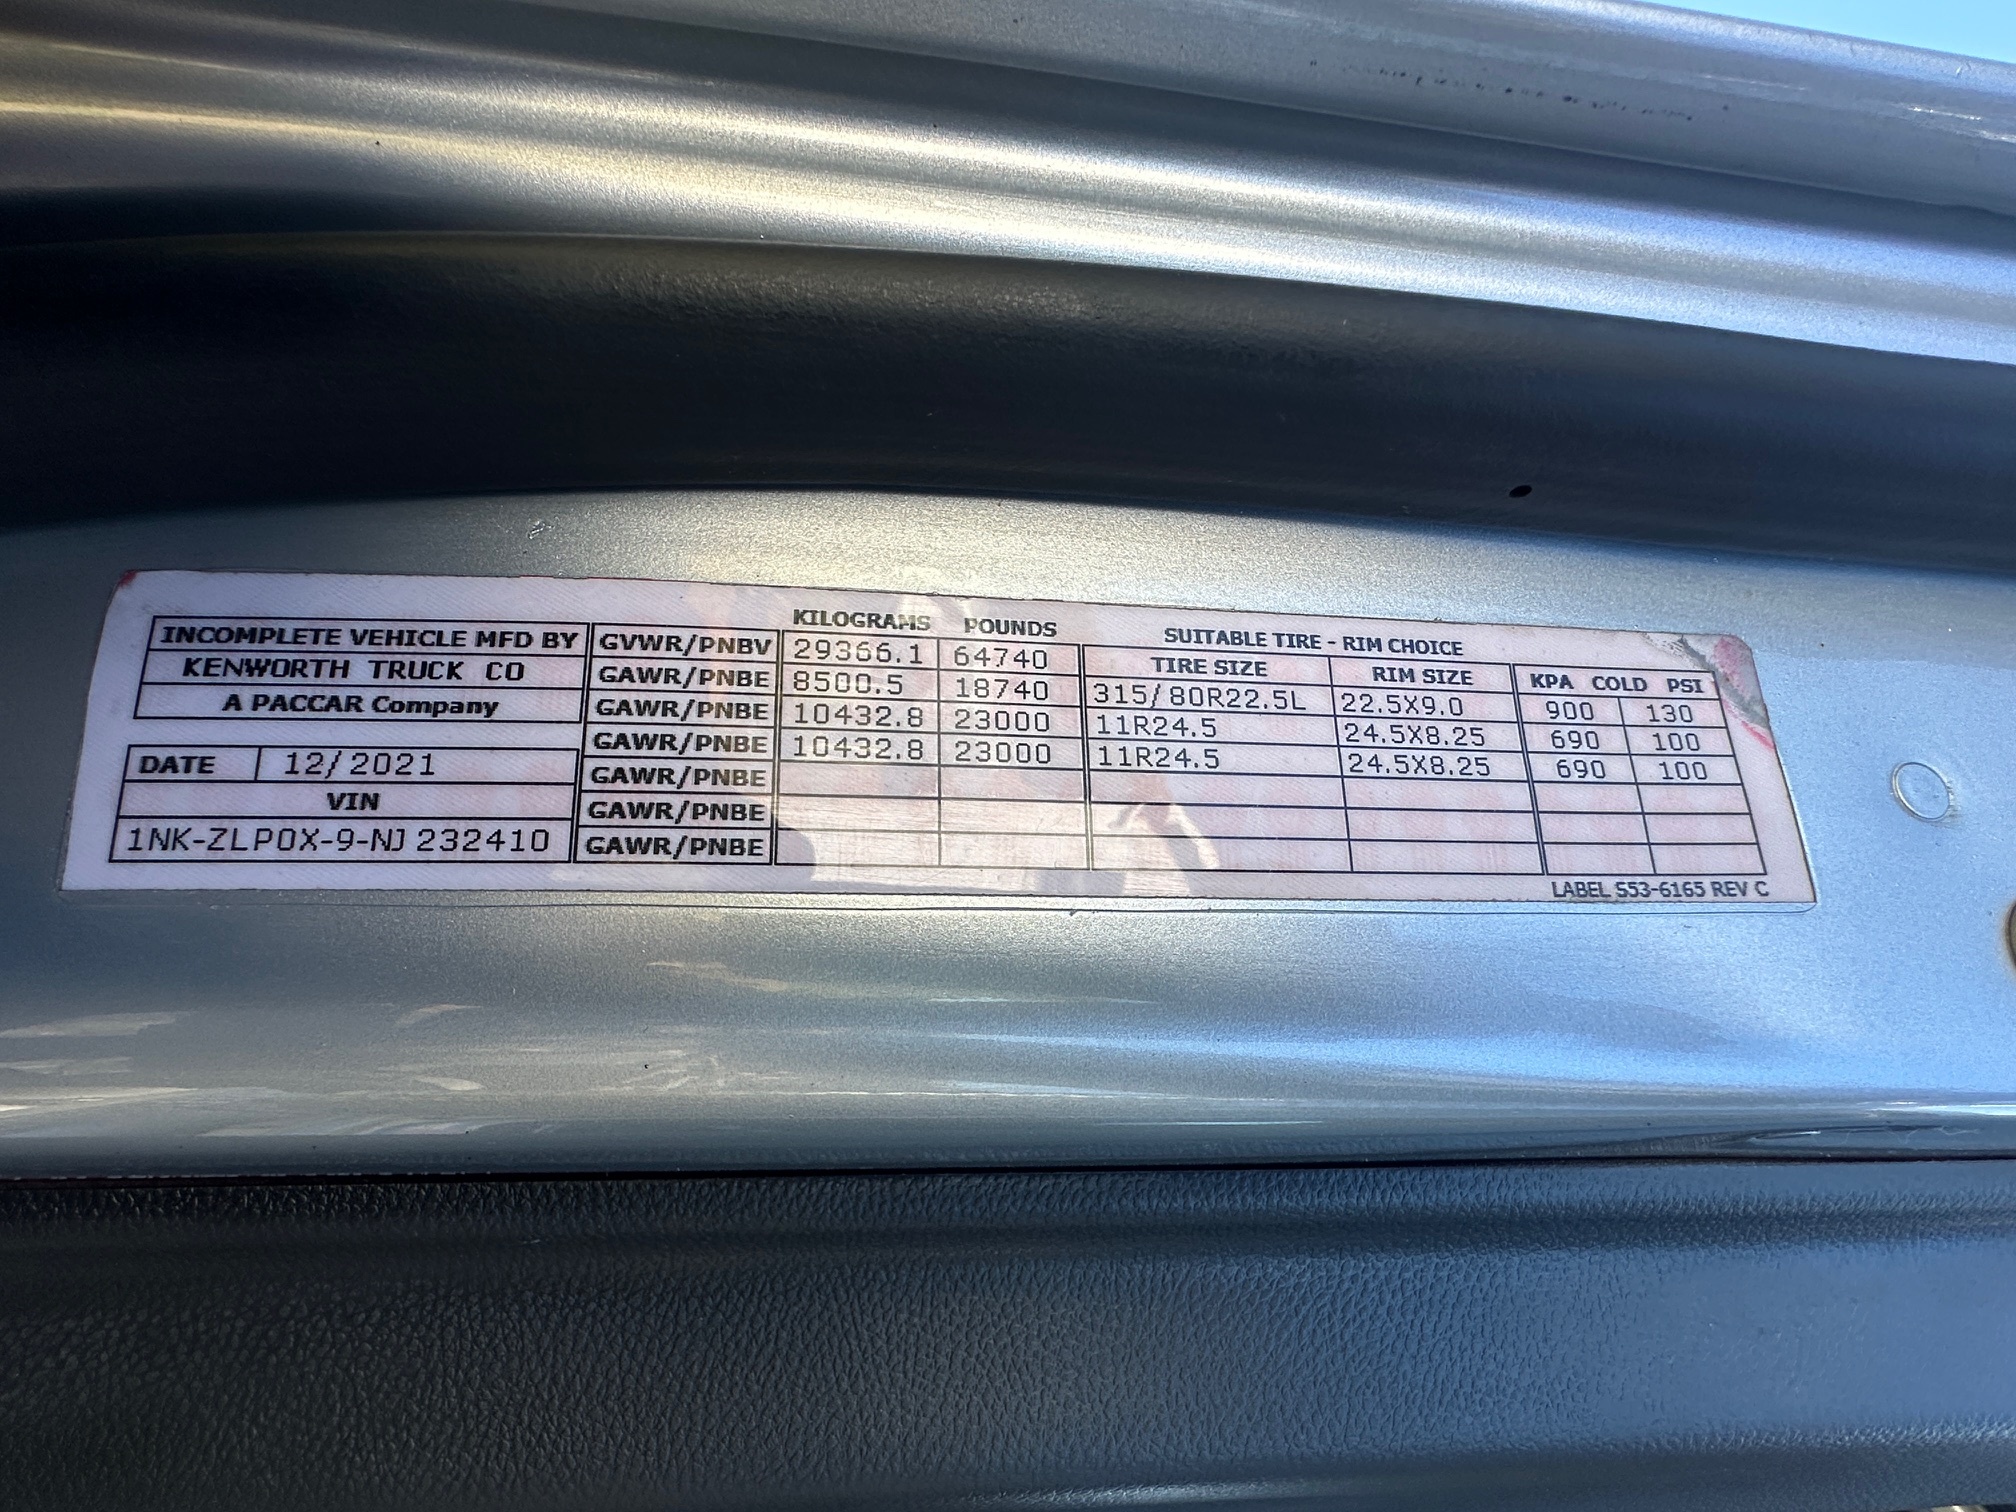 KILOGRAMS POUNDS SUITABLE TIRE - RIM CHOICE
INCOMPLETE VEHICLE MFD BY GVWR/PNBV 29366.1 64740 TIRE SIZE RIM SIZE KPA COLD PSI
KENWORTH TRUCK CO GAWR/PNBE 8500.5 18740 315/80R22.5L 22.5X9.0 900 130
A PACCAR Company GAWR/PNBE 10432.8 23000 11R24.5 24.5X8.25 690 100
GAWR/PNBE 10432.8 23000 11R24.5 24.5X8.25 690 100
DATE 12/2021 GAWR/PNBE
VIN GAWR/PNBE
1NK-ZLP0X-9-NJ232410 GAWR/PNBE
LABEL S53-6165 REV C